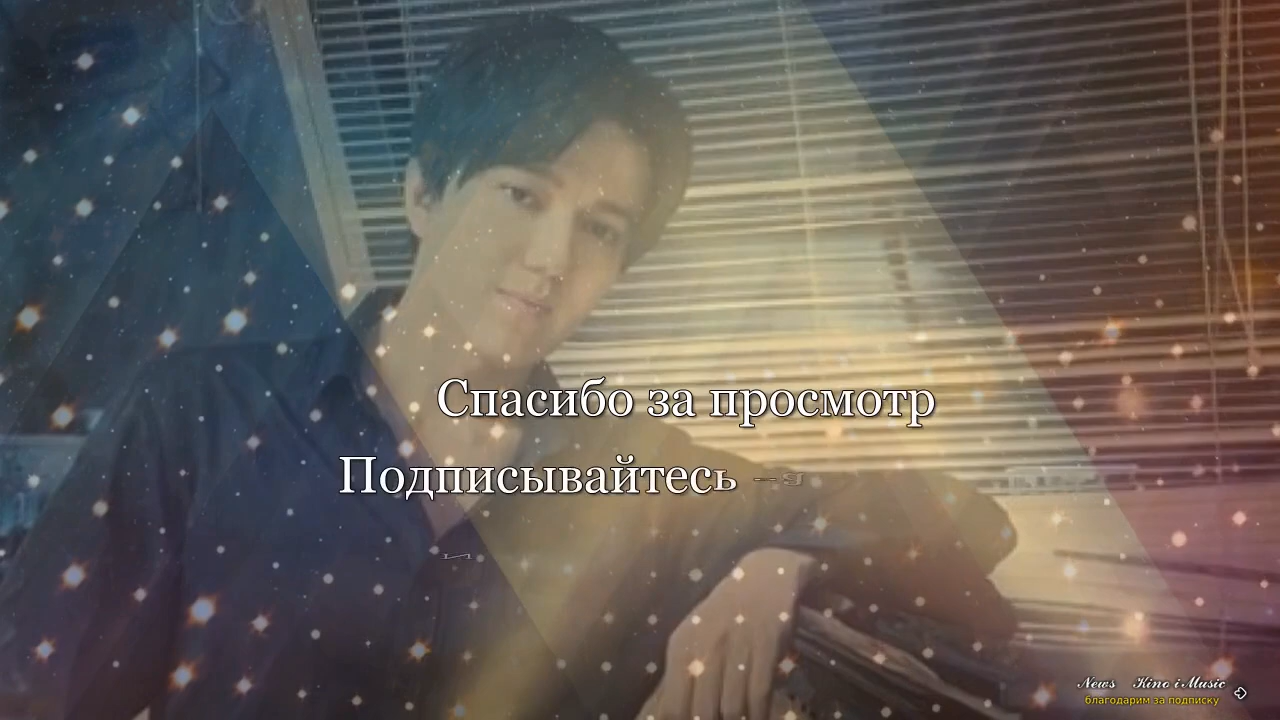 Спасибо за просмотр
Подписывайтесь
News Kino i Music
благодарим за подписку